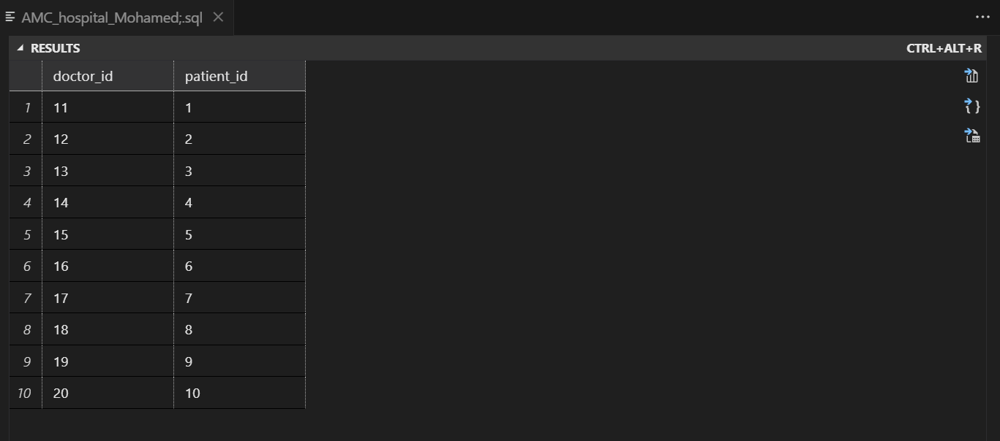 AMC_hospital_Mohamed;.sql
RESULTS CTRL+ALT+R
doctor_id patient_id
1 11 1
2 12 2
3 13 3
4 14 4
5 15 5
6 16 6
7 17 7
8 18 8
9 19 9
10 20 10